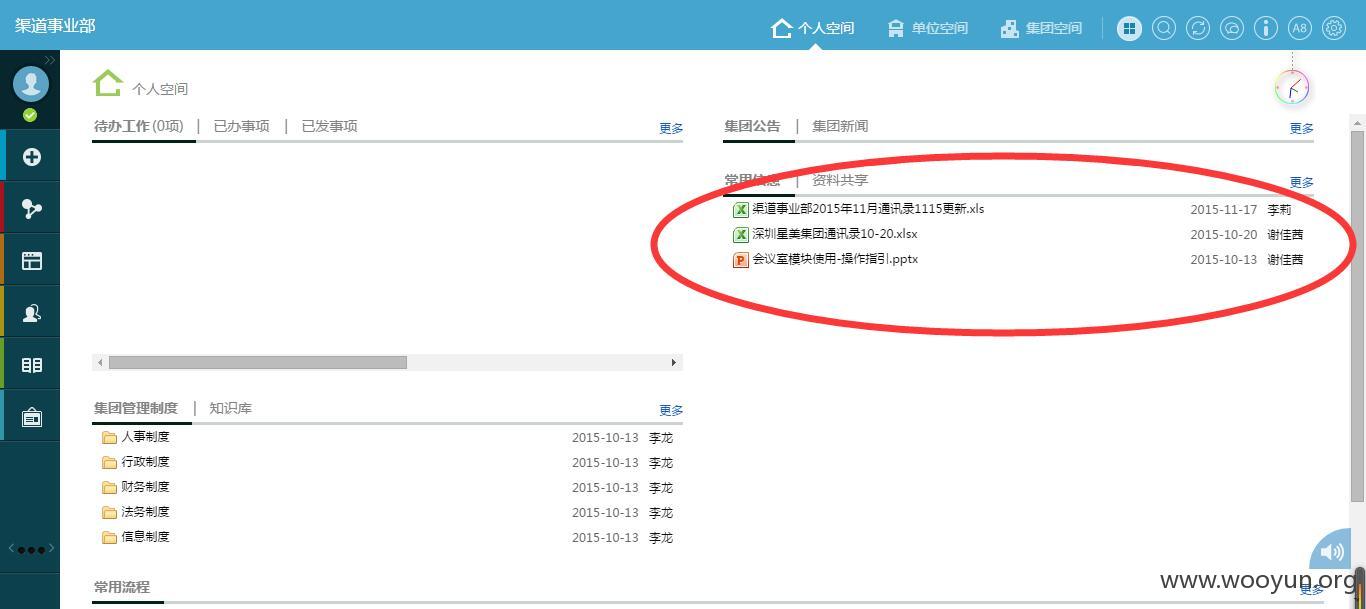 渠道事业部
个人空间 单位空间 集团空间 A8
个人空间
待办工作(0项) | 已办事项 | 已发事项 更多
集团公告 | 集团新闻 更多
常用信息 | 资料共享 更多
渠道事业部2015年11月通讯录1115更新.xls 2015-11-17 李莉
深圳星美集团通讯录10-20.xlsx 2015-10-20 谢佳茜
会议室模块使用-操作指引.pptx 2015-10-13 谢佳茜
集团管理制度 | 知识库 更多
人事制度 2015-10-13 李龙
行政制度 2015-10-13 李龙
财务制度 2015-10-13 李龙
法务制度 2015-10-13 李龙
信息制度 2015-10-13 李龙
常用流程 更多
www.wooyun.org